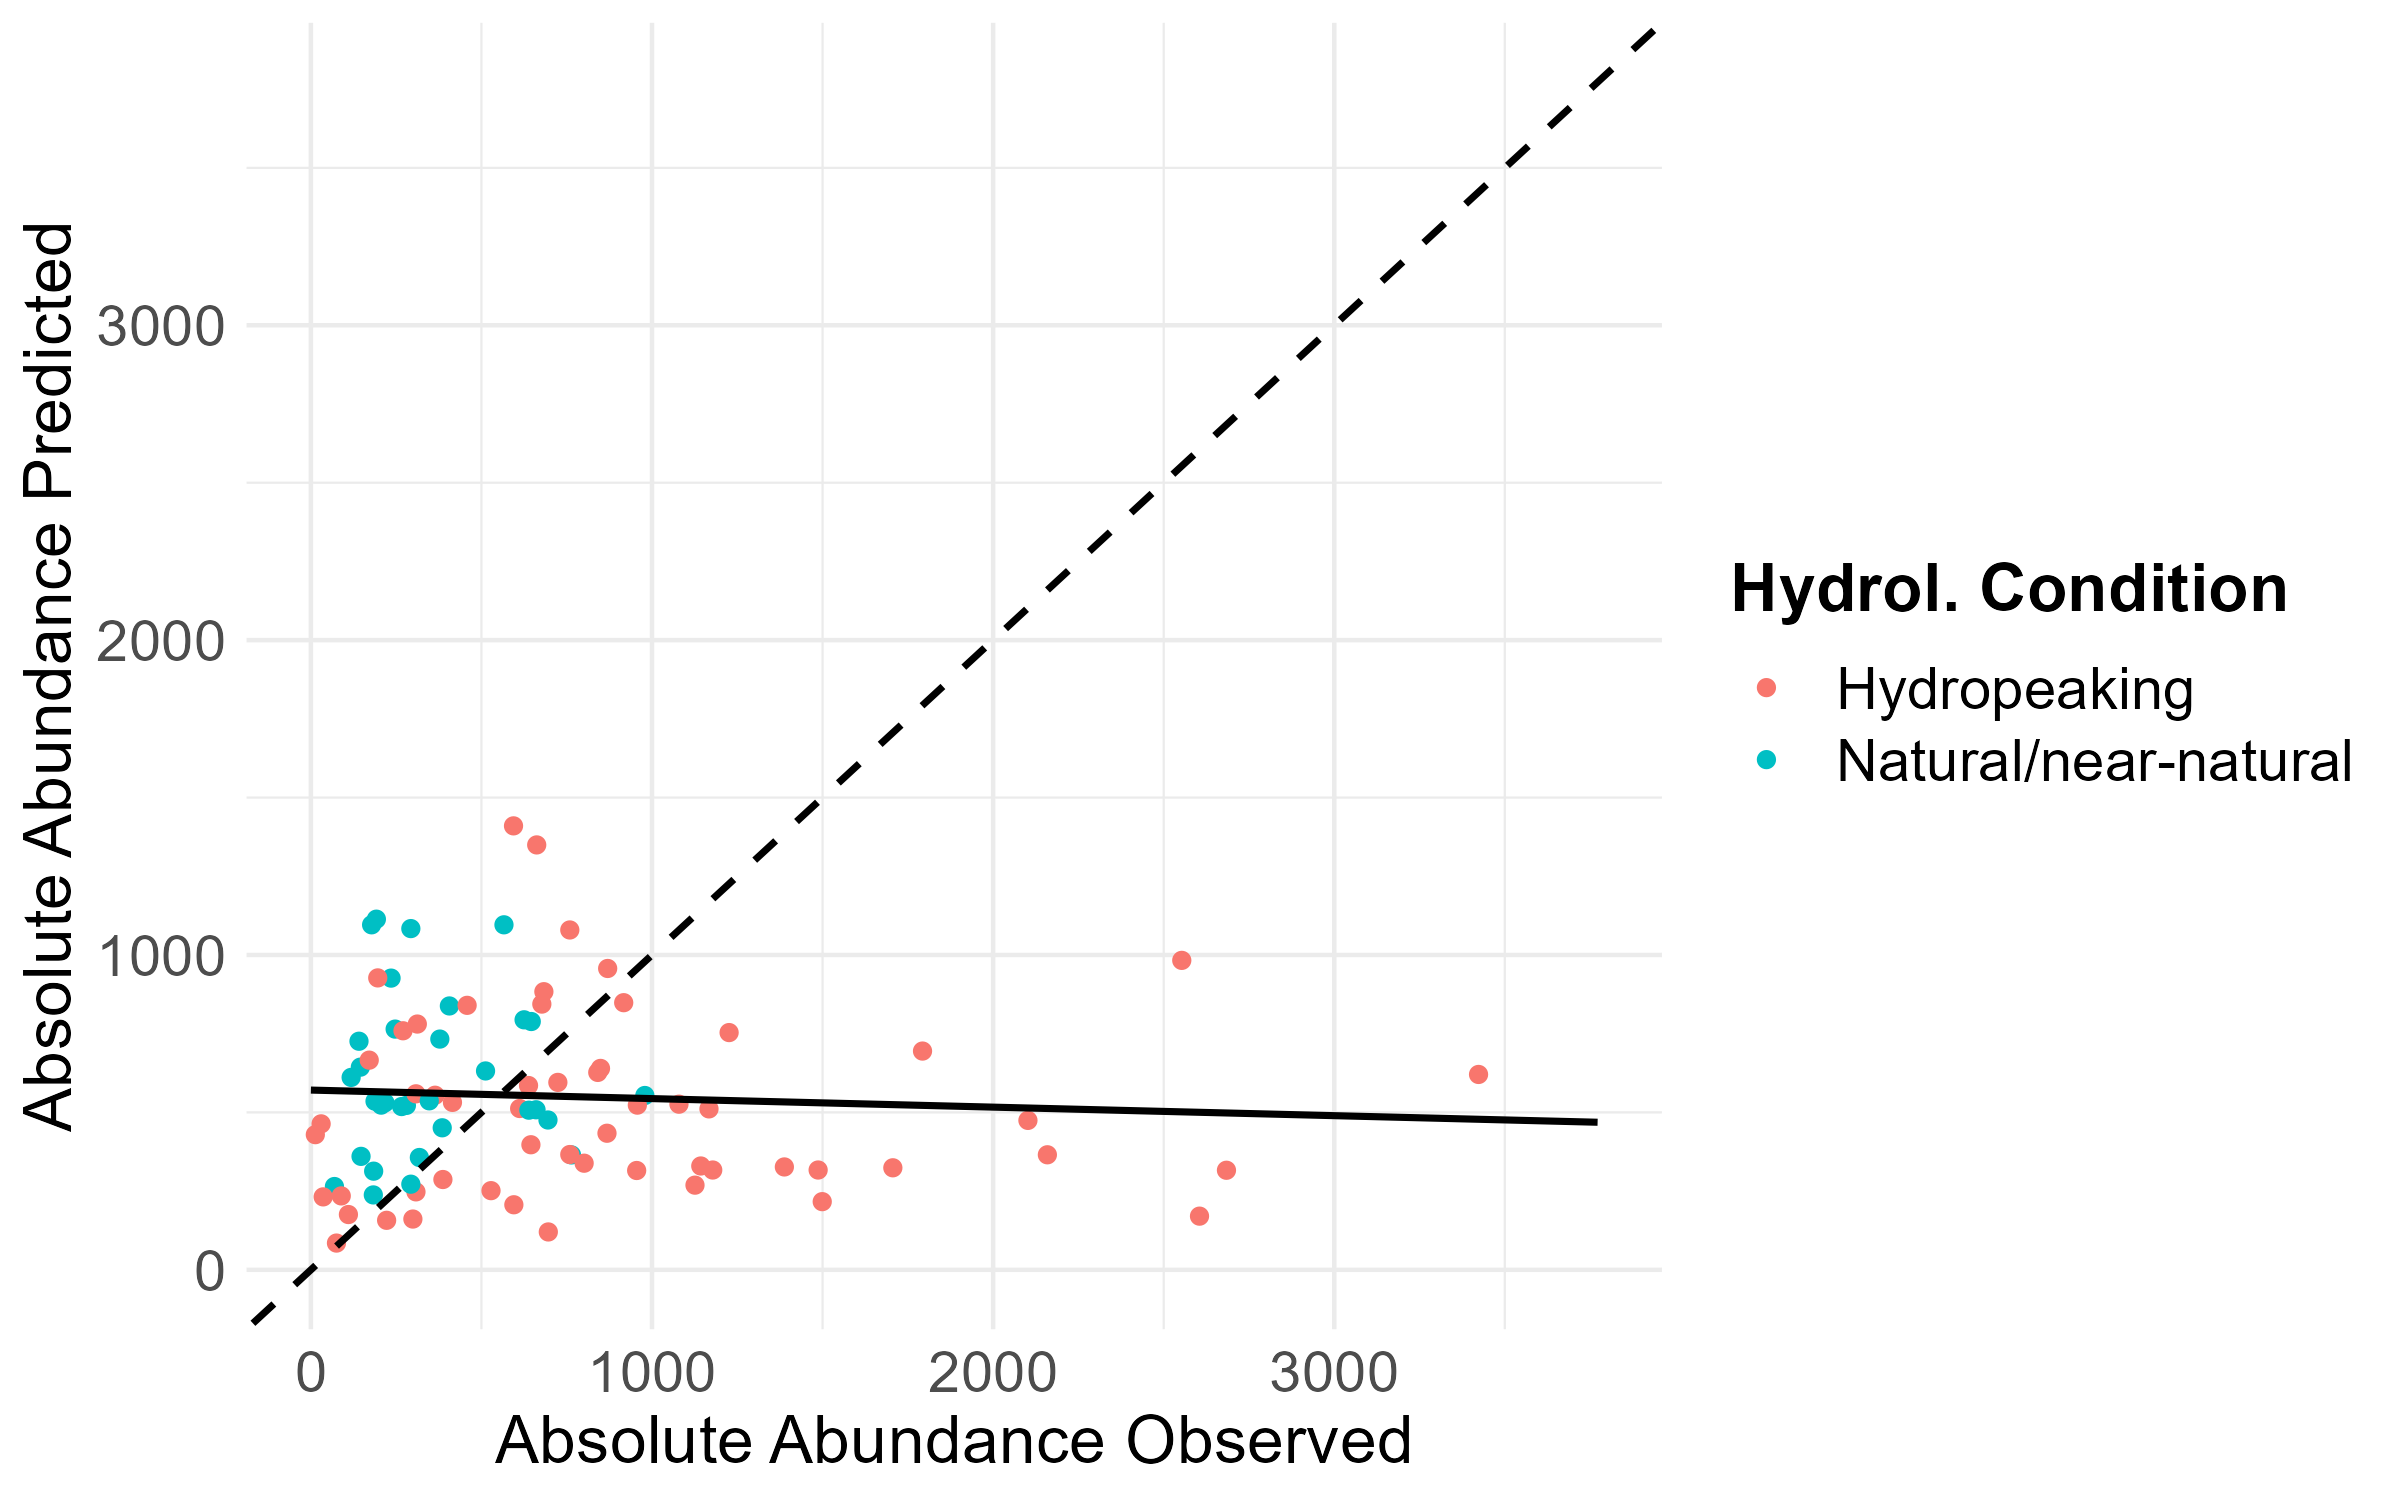 Absolute Abundance Predicted
3000
2000
1000
0
0 1000 2000 3000
Absolute Abundance Observed
Hydrol. Condition
Hydropeaking
Natural/near-natural